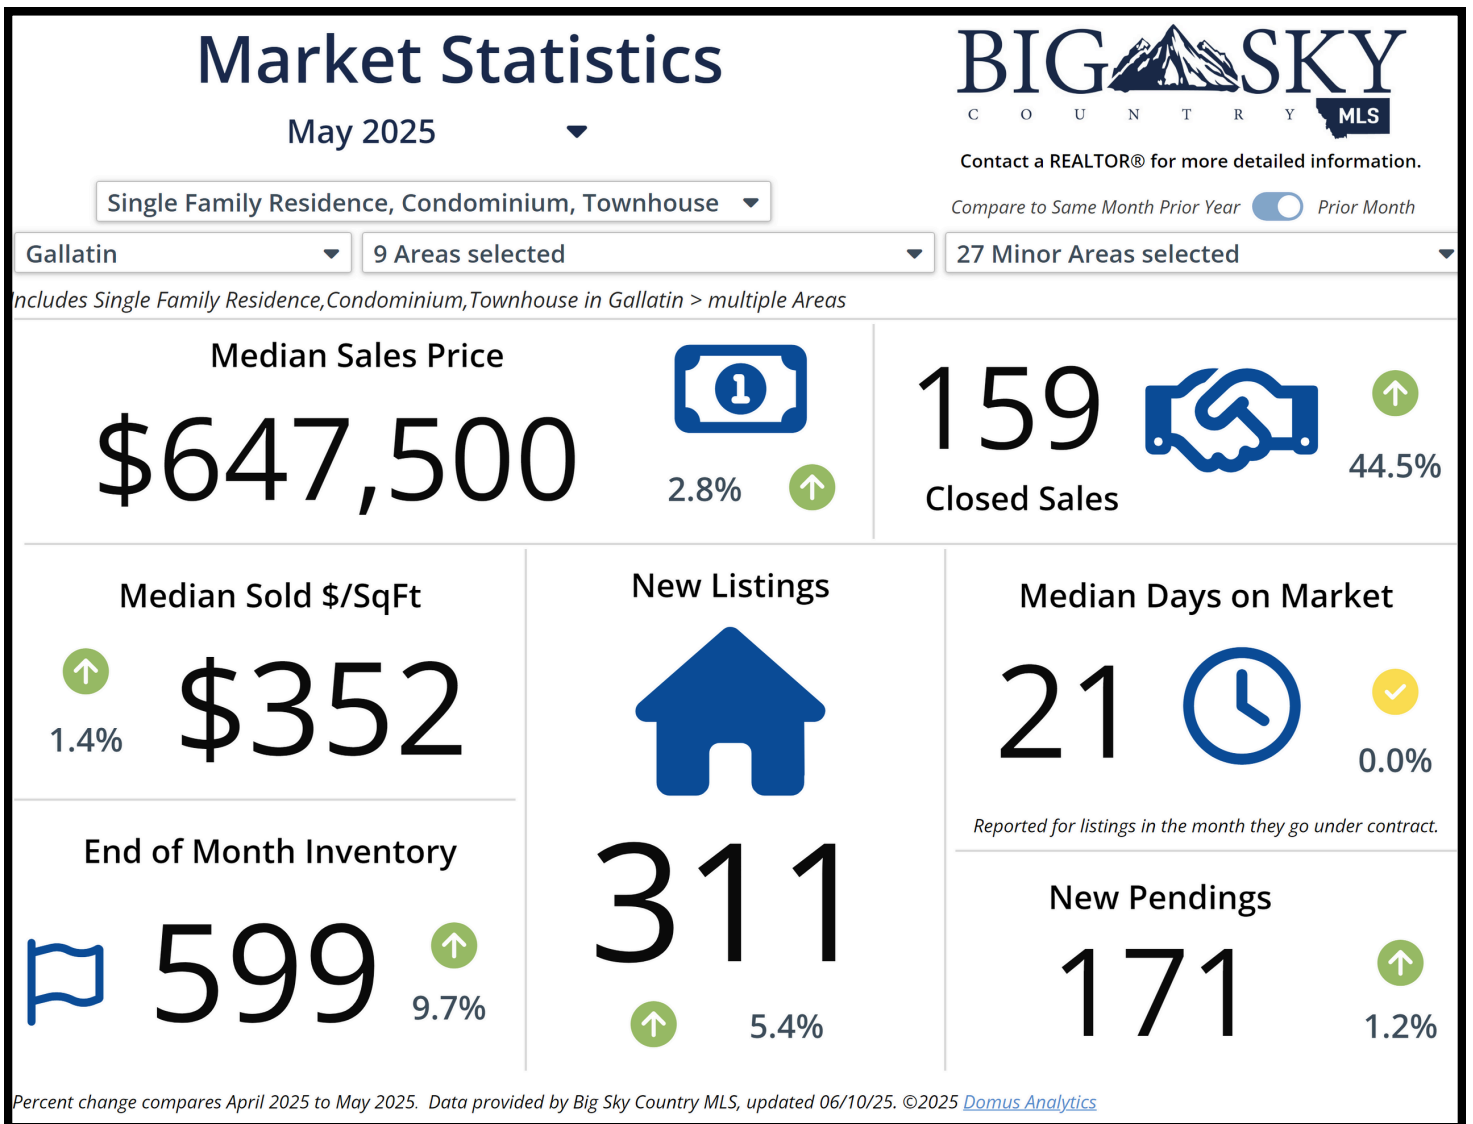 Market Statistics
May 2025
BIG SKY
COUNTRY
MLS
Contact a REALTOR® for more detailed information.
Single Family Residence, Condominium, Townhouse
Compare to Same Month Prior Year
Prior Month
Gallatin
9 Areas selected
27 Minor Areas selected
Includes Single Family Residence,Condominium,Townhouse in Gallatin > multiple Areas
Median Sales Price
$647,500
1
2.8%
159
Closed Sales
44.5%
Median Sold $/SqFt
1.4%
$352
New Listings
311
5.4%
Median Days on Market
21
0.0%
Reported for listings in the month they go under contract.
End of Month Inventory
599
9.7%
New Pendings
171
1.2%
Percent change compares April 2025 to May 2025. Data provided by Big Sky Country MLS, updated 06/10/25. ©2025 Domus Analytics